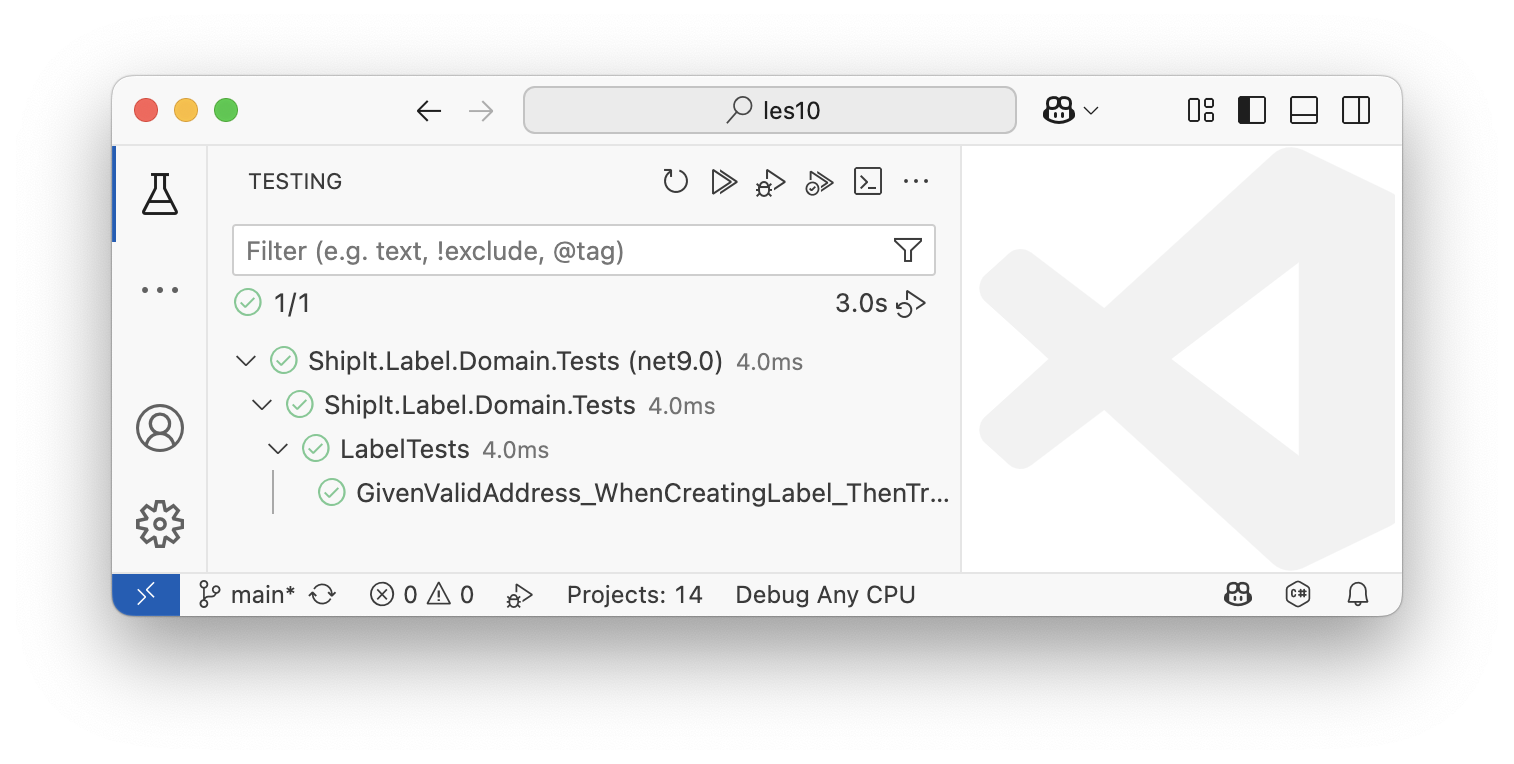 les10
TESTING
Filter (e.g. text, !exclude, @tag)
1/1 3.0s
ShipIt.Label.Domain.Tests (net9.0) 4.0ms
ShipIt.Label.Domain.Tests 4.0ms
LabelTests 4.0ms
GivenValidAddress_WhenCreatingLabel_ThenTr...
main* 0 0 Projects: 14 Debug Any CPU C#